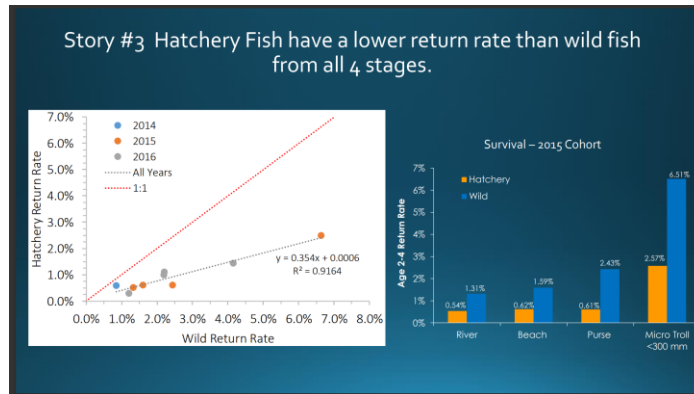 Story #3 Hatchery Fish have a lower return rate than wild fish
from all 4 stages.
7.0%
6.0%
5.0%
4.0%
3.0%
2.0%
1.0%
0.0%
Hatchery Return Rate
2014
2015
2016
All Years
1:1
y = 0.354x + 0.0006
R² = 0.9164
0.0% 1.0% 2.0% 3.0% 4.0% 5.0% 6.0% 7.0% 8.0%
Wild Return Rate
Survival – 2015 Cohort
7%
6%
5%
4%
3%
2%
1%
0%
Age 2-4 Return Rate
Hatchery
Wild
0.54% 1.31% 0.62% 1.59% 0.61% 2.43% 2.57% 6.51%
River Beach Purse Micro Troll
<300 mm